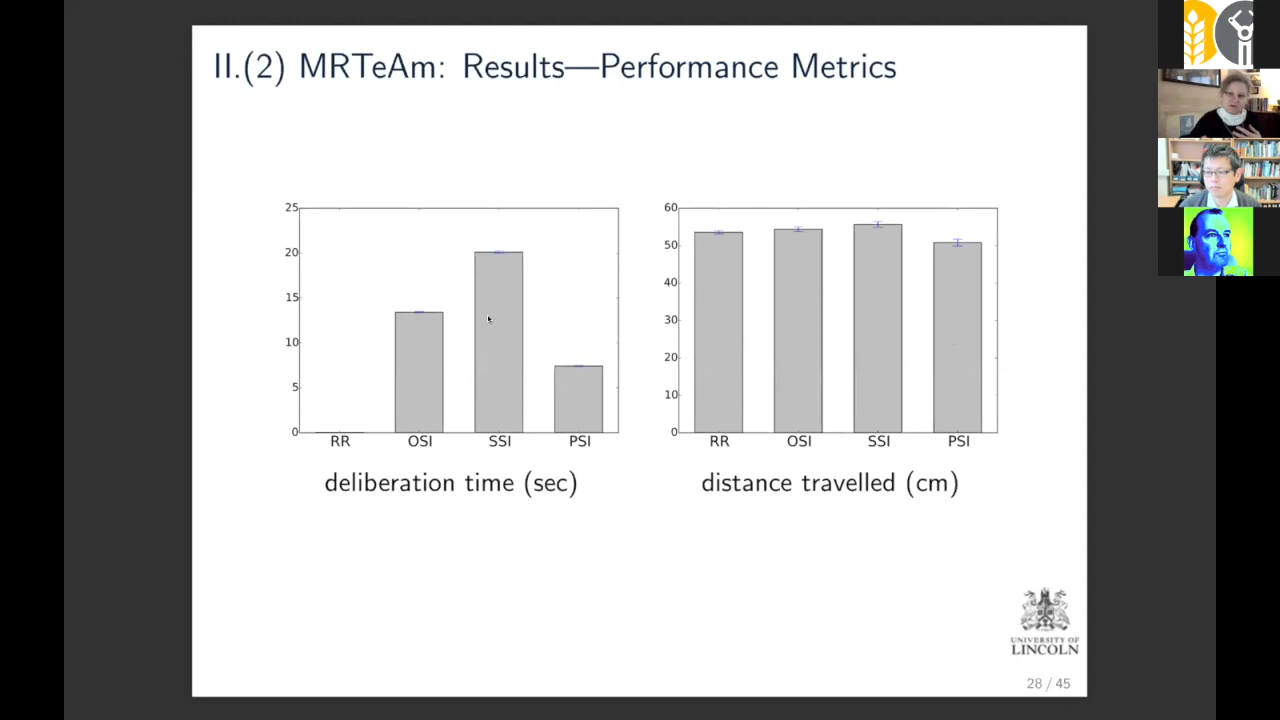 II.(2) MRTeAm: Results—Performance Metrics
25
20
15
10
5
0
RR OSI SSI PSI
deliberation time (sec)
60
50
40
30
20
10
0
RR OSI SSI PSI
distance travelled (cm)
UNIVERSITY OF
LINCOLN
28 / 45